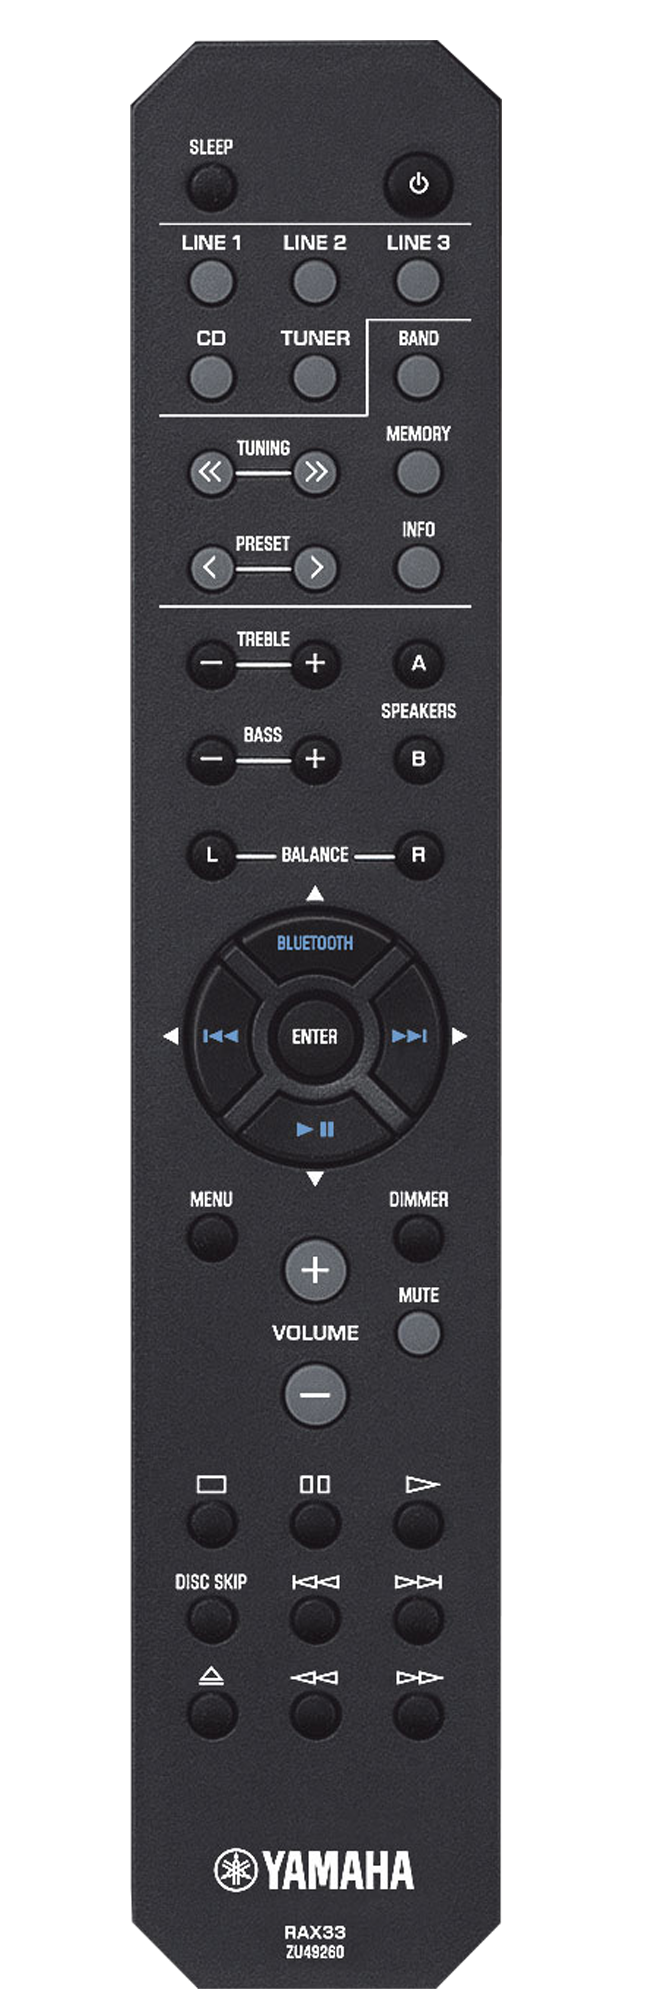 SLEEP
LINE 1 LINE 2 LINE 3
CD TUNER BAND
MEMORY
TUNING
INFO
PRESET
TREBLE
A
SPEAKERS
BASS
B
L BALANCE R
BLUETOOTH
ENTER
MENU DIMMER
MUTE
VOLUME
DISC SKIP
YAMAHA
RAX33
ZU49260